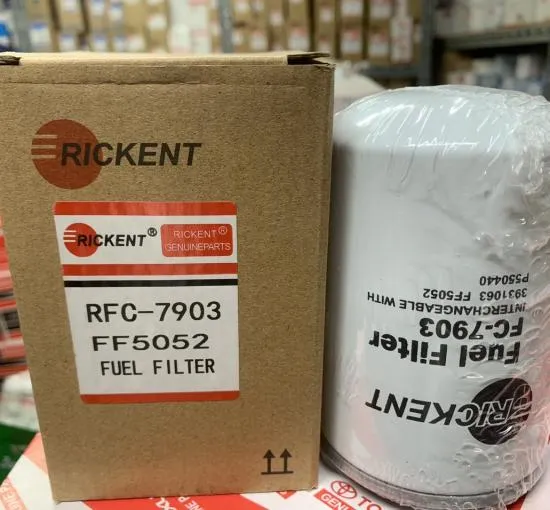 RICKENT
RICKENT®
RICKENT®
GENUINEPARTS
RFC-7903
FF5052
FUEL FILTER
RICKENT
Fuel Filter
FC-7903
INTERCHANGEABLE WITH
3931063 FF5052
P550440